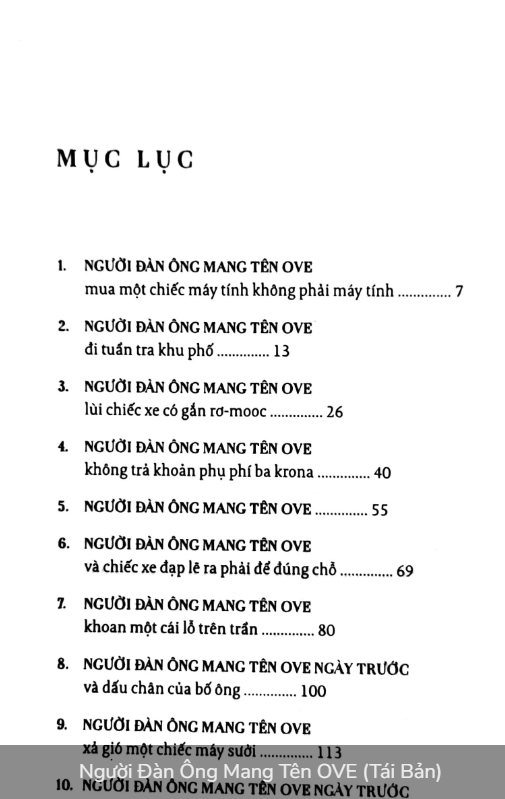 MỤC LỤC
1. NGƯỜI ĐÀN ÔNG MANG TÊN OVE
mua một chiếc máy tính không phải máy tính .............. 7
2. NGƯỜI ĐÀN ÔNG MANG TÊN OVE
đi tuần tra khu phố .............. 13
3. NGƯỜI ĐÀN ÔNG MANG TÊN OVE
lùi chiếc xe có gắn rơ-mooc .............. 26
4. NGƯỜI ĐÀN ÔNG MANG TÊN OVE
không trả khoản phụ phí ba krona .............. 40
5. NGƯỜI ĐÀN ÔNG MANG TÊN OVE .............. 55
6. NGƯỜI ĐÀN ÔNG MANG TÊN OVE
và chiếc xe đạp lẽ ra phải để đúng chỗ .............. 69
7. NGƯỜI ĐÀN ÔNG MANG TÊN OVE
khoan một cái lỗ trên trần .............. 80
8. NGƯỜI ĐÀN ÔNG MANG TÊN OVE NGÀY TRƯỚC
và dấu chân của bố ông .............. 100
9. NGƯỜI ĐÀN ÔNG MANG TÊN OVE
xả gió một chiếc máy sưởi .............. 113
Người Đàn Ông Mang Tên OVE (Tái Bản)
10. NGƯỜI ĐÀN ÔNG MANG TÊN OVE NGÀY TRƯỚC